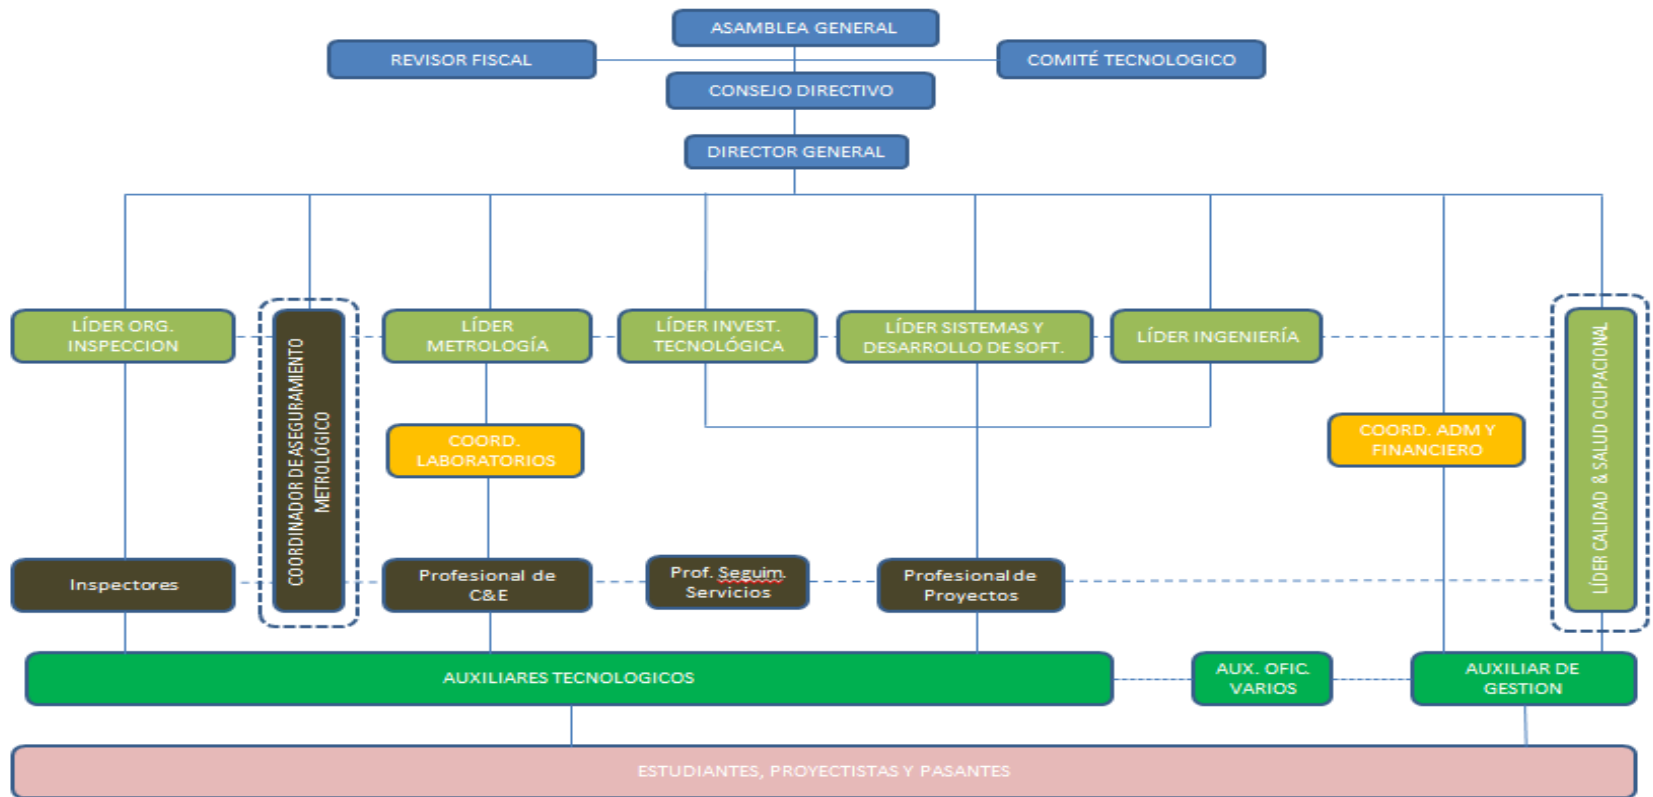 ASAMBLEA GENERAL
REVISOR FISCAL
COMITÉ TECNOLOGICO
CONSEJO DIRECTIVO
DIRECTOR GENERAL
LÍDER ORG.
INSPECCION
COORDINADOR DE ASEGURAMIENTO
METROLÓGICO
LÍDER
METROLOGÍA
LÍDER INVEST.
TECNOLÓGICA
LÍDER SISTEMAS Y
DESARROLLO DE SOFT.
LÍDER INGENIERÍA
LÍDER CALIDAD & SALUD OCUPACIONAL
COORD.
LABORATORIOS
COORD. ADM Y
FINANCIERO
Inspectores
Profesional de
C&E
Prof. Seguim.
Servicios
Profesional de
Proyectos
AUXILIARES TECNOLOGICOS
AUX. OFIC.
VARIOS
AUXILIAR DE
GESTION
ESTUDIANTES, PROYECTISTAS Y PASANTES